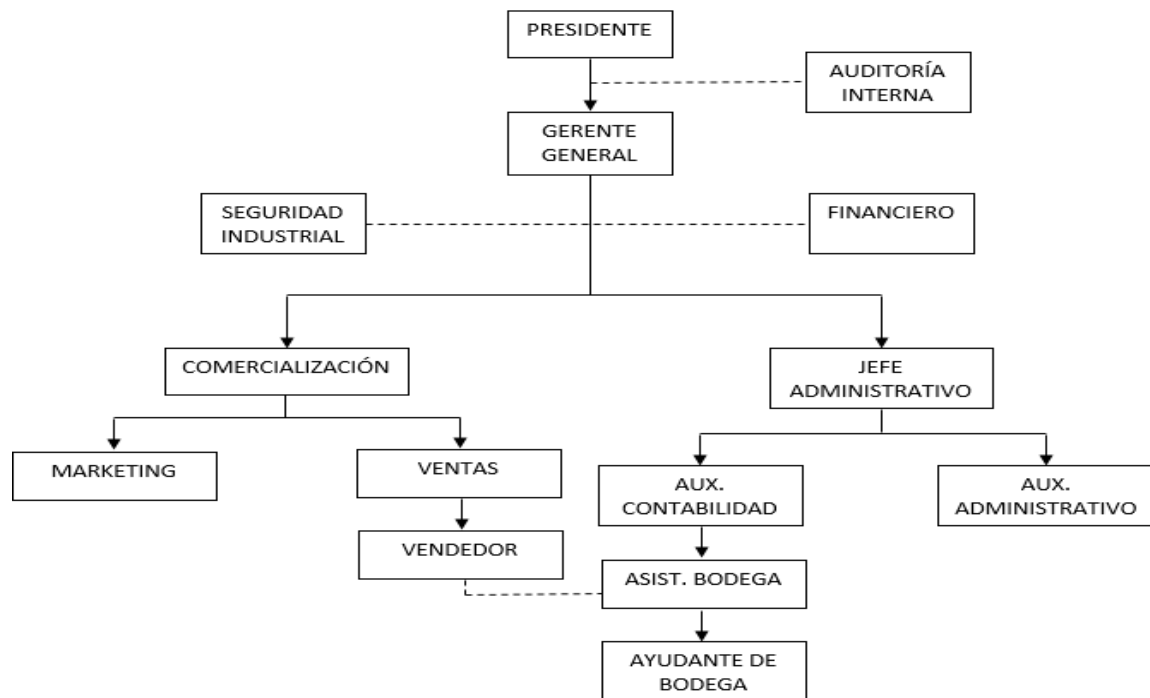 PRESIDENTE
AUDITORÍA
INTERNA
GERENTE
GENERAL
SEGURIDAD
INDUSTRIAL
FINANCIERO
COMERCIALIZACIÓN
JEFE
ADMINISTRATIVO
MARKETING
VENTAS
AUX.
CONTABILIDAD
AUX.
ADMINISTRATIVO
VENDEDOR
ASIST. BODEGA
AYUDANTE DE
BODEGA